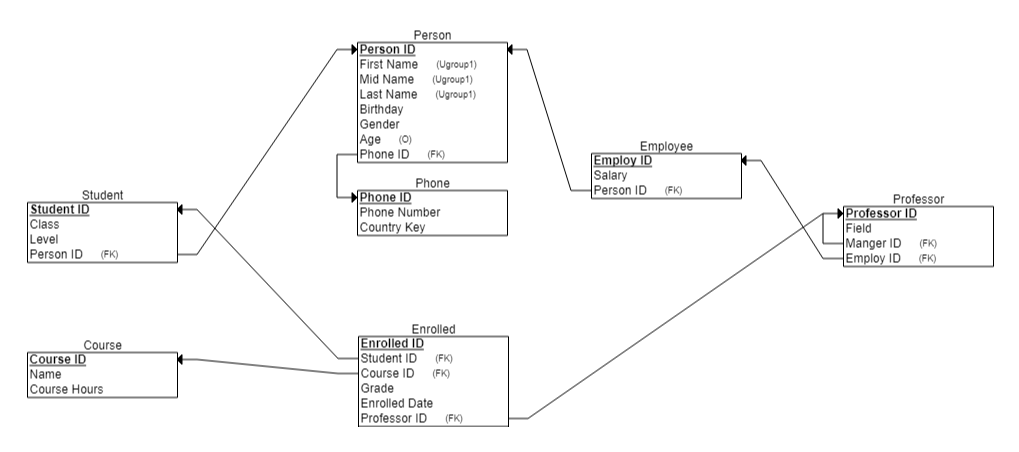 Person
Person ID
First Name (Ugroup1)
Mid Name (Ugroup1)
Last Name (Ugroup1)
Birthday
Gender
Age (O)
Phone ID (FK)
Phone
Phone ID
Phone Number
Country Key
Employee
Employ ID
Salary
Person ID (FK)
Student
Student ID
Class
Level
Person ID (FK)
Professor
Professor ID
Field
Manger ID (FK)
Employ ID (FK)
Course
Course ID
Name
Course Hours
Enrolled
Enrolled ID
Student ID (FK)
Course ID (FK)
Grade
Enrolled Date
Professor ID (FK)